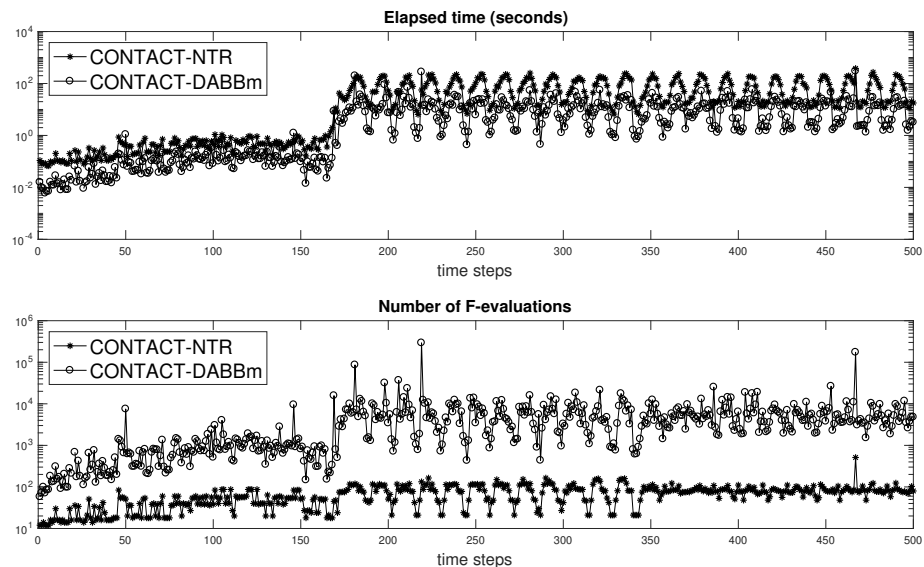 Elapsed time (seconds)
10^4
10^2
10^0
10^-2
10^-4
CONTACT-NTR
CONTACT-DABBm
0 50 100 150 200 250 300 350 400 450 500
time steps
Number of F-evaluations
10^6
10^5
10^4
10^3
10^2
10^1
CONTACT-NTR
CONTACT-DABBm
0 50 100 150 200 250 300 350 400 450 500
time steps